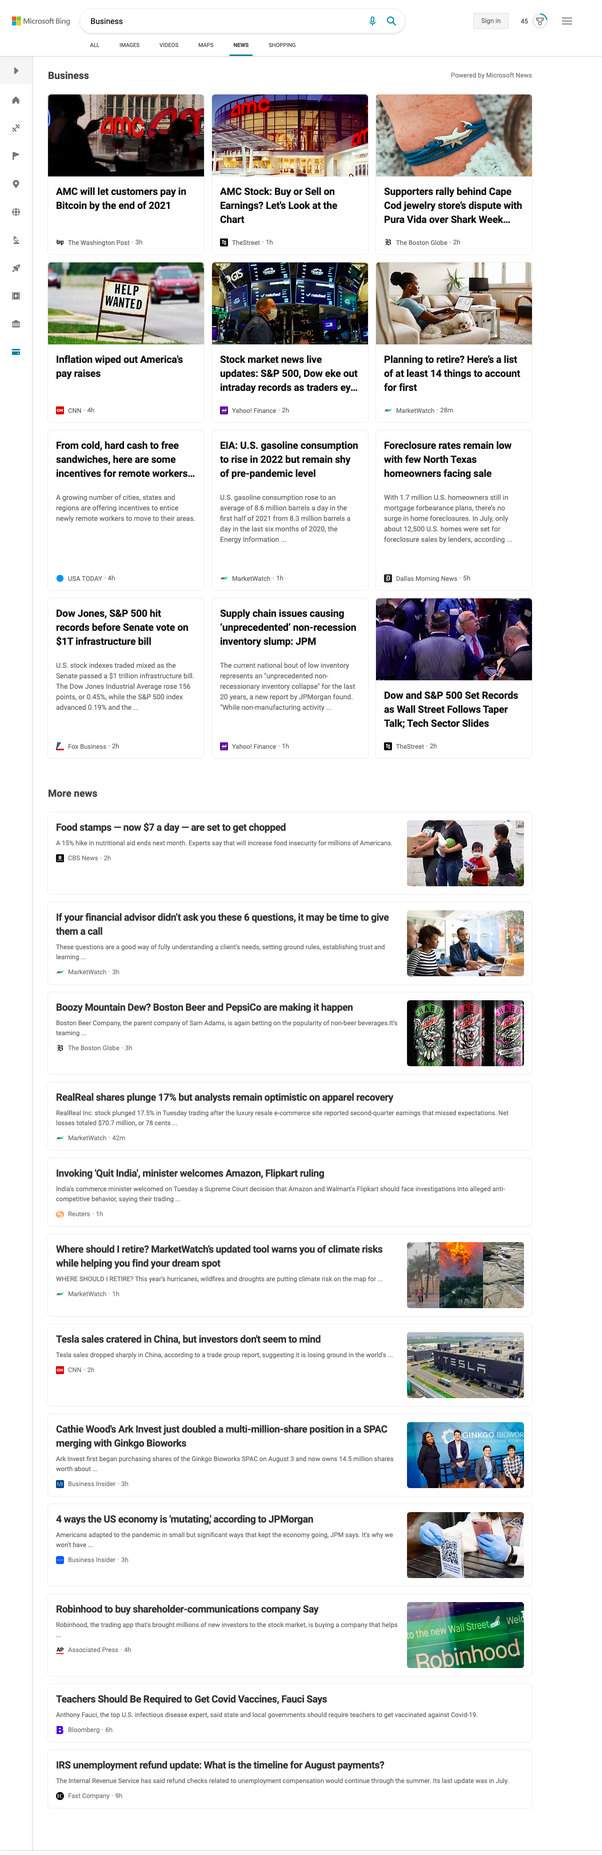 Microsoft Bing
Business
Sign in
45
ALL
IMAGES
VIDEOS
MAPS
NEWS
SHOPPING
Business
Powered by Microsoft News
amc
AMC will let customers pay in
Bitcoin by the end of 2021
The Washington Post · 3h
amc
AMC Stock: Buy or Sell on
Earnings? Let's Look at the
Chart
TheStreet · 1h
Supporters rally behind Cape
Cod jewelry store's dispute with
Pura Vida over Shark Week...
The Boston Globe · 2h
HELP
WANTED
Inflation wiped out America's
pay raises
CNN · 4h
Stock market news live
updates: S&P 500, Dow eke out
intraday records as traders ey...
Yahoo! Finance · 2h
Planning to retire? Here's a list
of at least 14 things to account
for first
MarketWatch · 28m
From cold, hard cash to free
sandwiches, here are some
incentives for remote workers...
A growing number of cities, states and
regions are offering incentives to entice
newly remote workers to move to their areas.
USA TODAY · 4h
EIA: U.S. gasoline consumption
to rise in 2022 but remain shy
of pre-pandemic level
U.S. gasoline consumption rose to an
average of 8.6 million barrels a day in the
first half of 2021 from 8.3 million barrels a
day in the last six months of 2020, the
Energy Information ...
MarketWatch · 1h
Foreclosure rates remain low
with few North Texas
homeowners facing sale
With 1.7 million U.S. homeowners still in
mortgage forbearance plans, there's no
surge in home foreclosures. In July, only
about 12,500 U.S. homes were set for
foreclosure sales by lenders, according ...
Dallas Morning News · 5h
Dow Jones, S&P 500 hit
records before Senate vote on
$1T infrastructure bill
U.S. stock indexes traded mixed as the
Senate passed a $1 trillion infrastructure bill.
The Dow Jones Industrial Average rose 156
points, or 0.45%, while the S&P 500 index
advanced 0.19% and the ...
Fox Business · 2h
Supply chain issues causing
'unprecedented' non-recession
inventory slump: JPM
The current national bout of low inventory
represents an "unprecedented non-
recessionary inventory collapse" for the last
20 years, a new report by JPMorgan found.
"While non-manufacturing activity ...
Yahoo! Finance · 1h
Dow and S&P 500 Set Records
as Wall Street Follows Taper
Talk; Tech Sector Slides
TheStreet · 2h
More news
Food stamps — now $7 a day — are set to get chopped
A 15% hike in nutritional aid ends next month. Experts say that will increase food insecurity for millions of Americans.
CBS News · 2h
If your financial advisor didn't ask you these 6 questions, it may be time to give
them a call
These questions are a good way of fully understanding a client's needs, setting ground rules, establishing trust and
learning ...
MarketWatch · 3h
Boozy Mountain Dew? Boston Beer and PepsiCo are making it happen
Boston Beer Company, the parent company of Sam Adams, is again betting on the popularity of non-beer beverages.It's
teaming ...
The Boston Globe · 3h
HARD
HARD
HARD
RealReal shares plunge 17% but analysts remain optimistic on apparel recovery
RealReal Inc. stock plunged 17.5% in Tuesday trading after the luxury resale e-commerce site reported second-quarter earnings that missed expectations. Net
losses totaled $70.7 million, or 78 cents ...
MarketWatch · 42m
Invoking 'Quit India', minister welcomes Amazon, Flipkart ruling
India's commerce minister welcomed on Tuesday a Supreme Court decision that Amazon and Walmart's Flipkart should face investigations into alleged anti-
competitive behavior, saying their trading ...
Reuters · 1h
Where should I retire? MarketWatch's updated tool warns you of climate risks
while helping you find your dream spot
WHERE SHOULD I RETIRE? This year's hurricanes, wildfires and droughts are putting climate risk on the map for ...
MarketWatch · 1h
Tesla sales cratered in China, but investors don't seem to mind
Tesla sales dropped sharply in China, according to a trade group report, suggesting it is losing ground in the world's ...
CNN · 2h
TESLA
Cathie Wood's Ark Invest just doubled a multi-million-share position in a SPAC
merging with Ginkgo Bioworks
Ark Invest first began purchasing shares of the Ginkgo Bioworks SPAC on August 3 and now owns 14.5 million shares
worth about ...
Business Insider · 3h
GINKGO BIOWOR
4 ways the US economy is 'mutating,' according to JPMorgan
Americans adapted to the pandemic in small but significant ways that kept the economy going, JPM says. It's why we
won't have ...
Business Insider · 3h
Robinhood to buy shareholder-communications company Say
Robinhood, the trading app that's brought millions of new investors to the stock market, is buying a company that helps
...
AP
Associated Press · 4h
to the new Wall Street.
Welc
Robinhood
Teachers Should Be Required to Get Covid Vaccines, Fauci Says
Anthony Fauci, the top U.S. infectious disease expert, said state and local governments should require teachers to get vaccinated against Covid-19.
Bloomberg · 6h
IRS unemployment refund update: What is the timeline for August payments?
The Internal Revenue Service has said refund checks related to unemployment compensation would continue through the summer. Its last update was in July.
Fast Company · 9h